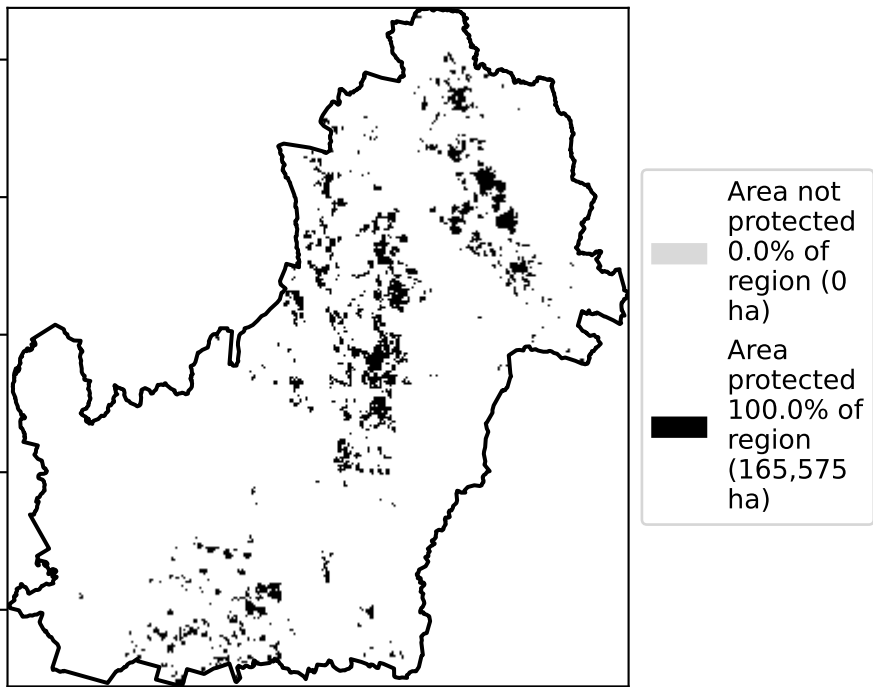 Area not
protected
0.0% of
region (0
ha)
Area
protected
100.0% of
region
(165,575
ha)